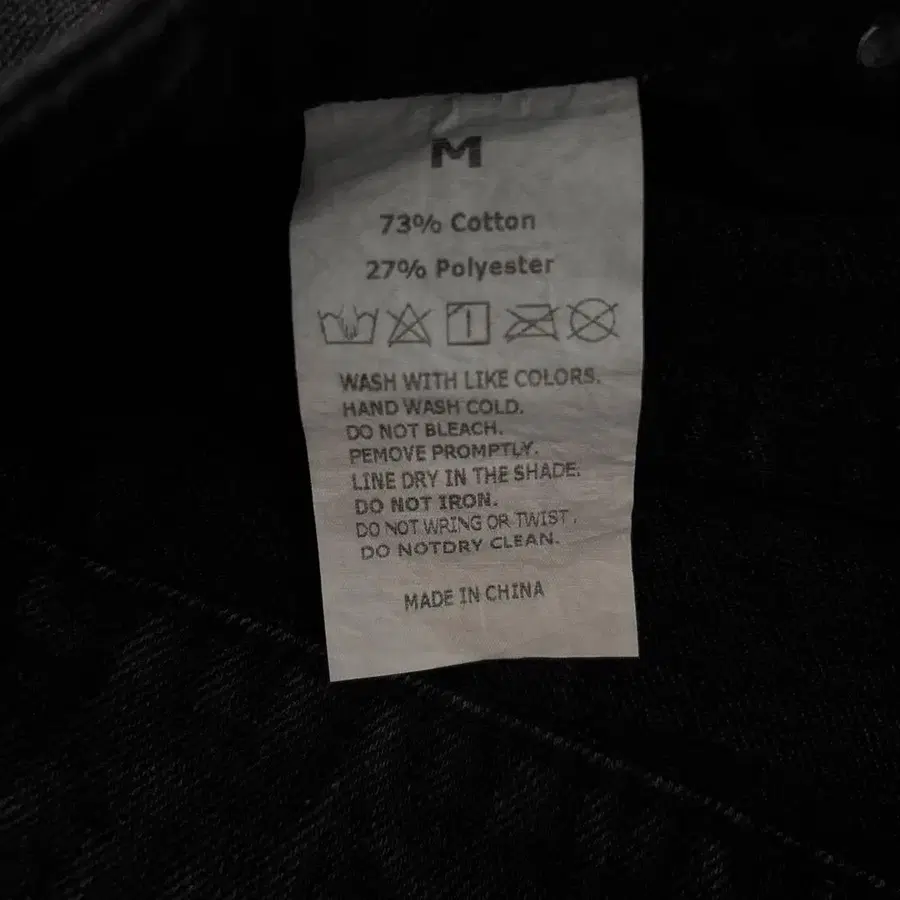 M
73% Cotton
27% Polyester
WASH WITH LIKE COLORS.
HAND WASH COLD.
DO NOT BLEACH.
PEMOVE PROMPTLY.
LINE DRY IN THE SHADE.
DO NOT IRON.
DO NOT WRING OR TWIST.
DO NOTDRY CLEAN.
MADE IN CHINA